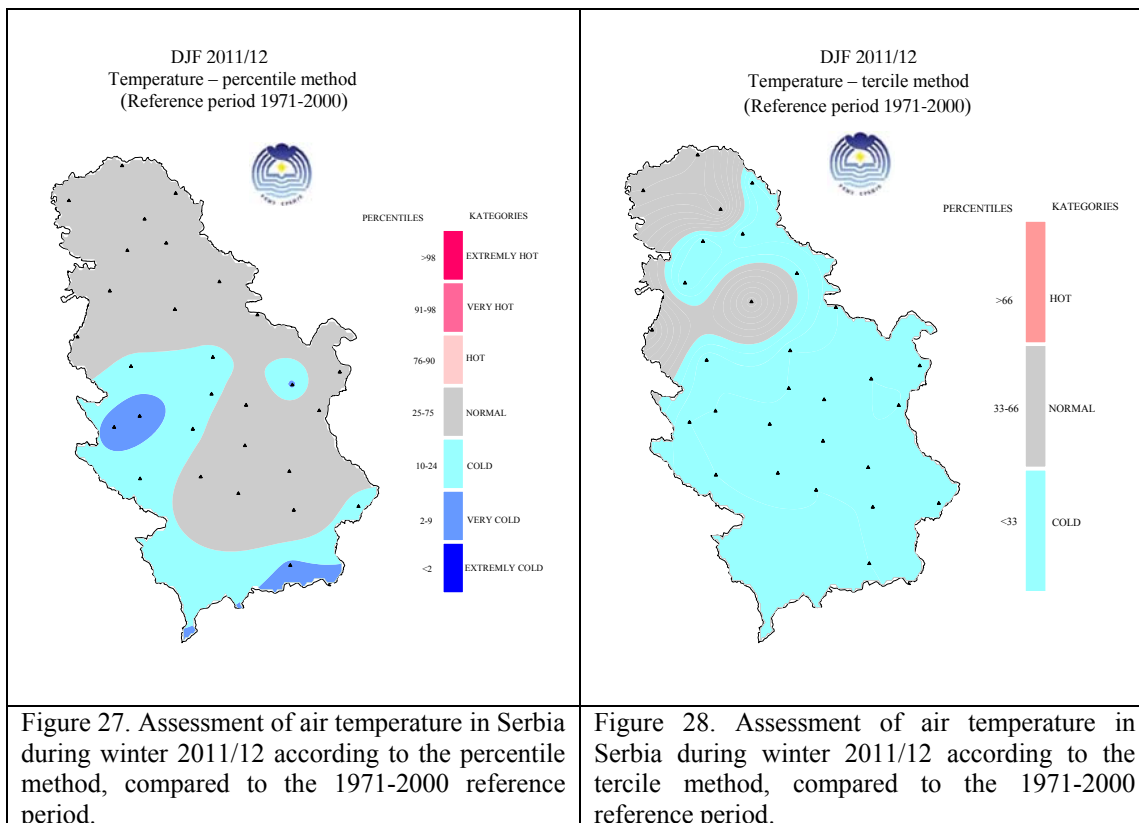 DJF 2011/12
Temperature – percentile method
(Reference period 1971-2000)
PERCENTILES KATEGORIES
>98 EXTREMLY HOT
91-98 VERY HOT
76-90 HOT
25-75 NORMAL
10-24 COLD
2-9 VERY COLD
<2 EXTREMLY COLD
Figure 27. Assessment of air temperature in Serbia
during winter 2011/12 according to the percentile
method, compared to the 1971-2000 reference
period.
DJF 2011/12
Temperature – tercile method
(Reference period 1971-2000)
PERCENTILES KATEGORIES
>66 HOT
33-66 NORMAL
<33 COLD
Figure 28. Assessment of air temperature in
Serbia during winter 2011/12 according to the
tercile method, compared to the 1971-2000
reference period.